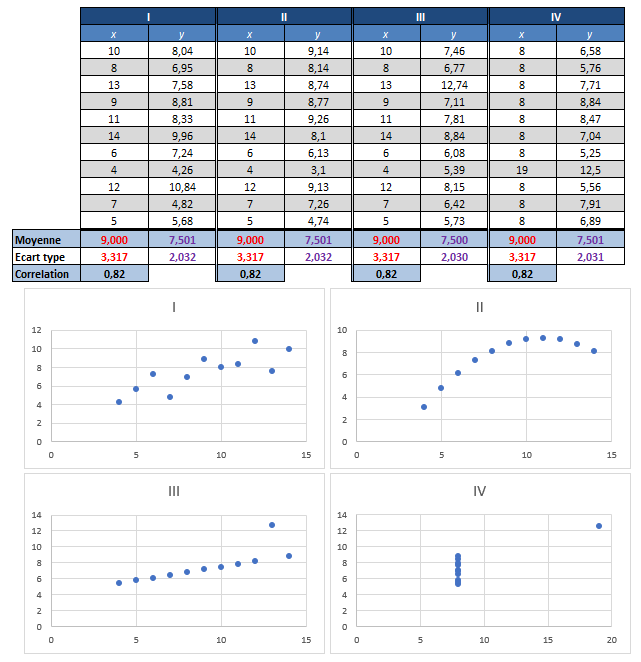 I II III IV
x y x y x y x y
10 8,04 10 9,14 10 7,46 8 6,58
8 6,95 8 8,14 8 6,77 8 5,76
13 7,58 13 8,74 13 12,74 8 7,71
9 8,81 9 8,77 9 7,11 8 8,84
11 8,33 11 9,26 11 7,81 8 8,47
14 9,96 14 8,1 14 8,84 8 7,04
6 7,24 6 6,13 6 6,08 8 5,25
4 4,26 4 3,1 4 5,39 19 12,5
12 10,84 12 9,13 12 8,15 8 5,56
7 4,82 7 7,26 7 6,42 8 7,91
5 5,68 5 4,74 5 5,73 8 6,89
Moyenne 9,000 7,501 9,000 7,501 9,000 7,500 9,000 7,501
Ecart type 3,317 2,032 3,317 2,032 3,317 2,030 3,317 2,031
Correlation 0,82 0,82 0,82 0,82
I
12
10
8
6
4
2
0
0 5 10 15
II
10
8
6
4
2
0
0 5 10 15
III
14
12
10
8
6
4
2
0
0 5 10 15
IV
14
12
10
8
6
4
2
0
0 5 10 15 20